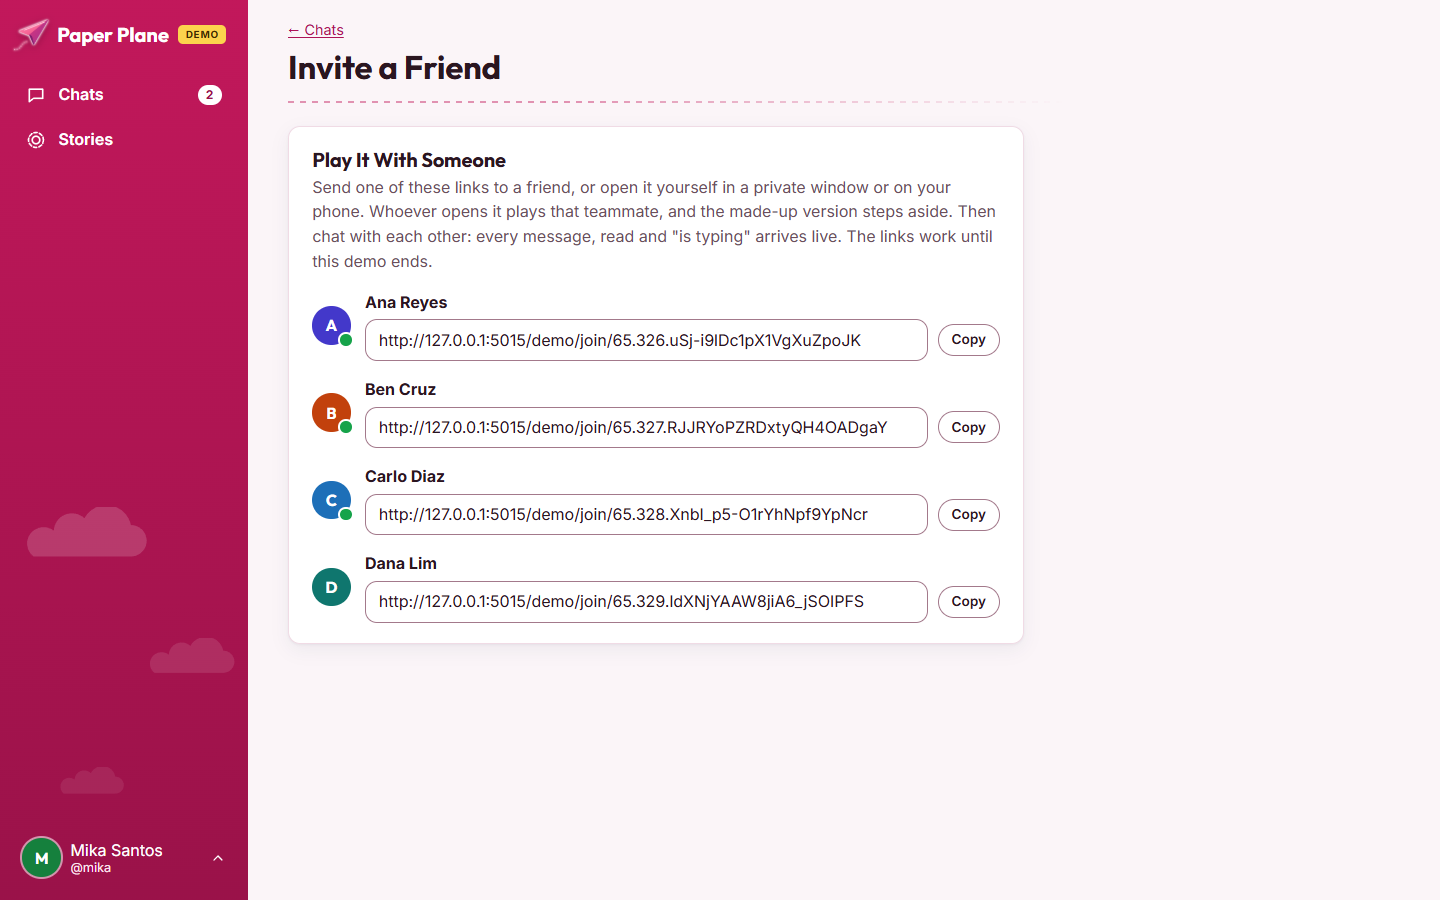 Paper Plane DEMO
Chats 2
Stories
← Chats
Invite a Friend
Play It With Someone
Send one of these links to a friend, or open it yourself in a private window or on your
phone. Whoever opens it plays that teammate, and the made-up version steps aside. Then
chat with each other: every message, read and "is typing" arrives live. The links work until
this demo ends.
Ana Reyes
A
http://127.0.0.1:5015/demo/join/65.326.uSj-i9lDc1pX1VgXuZpoJK
Copy
Ben Cruz
B
http://127.0.0.1:5015/demo/join/65.327.RJJRYoPZRDxtyQH4OADgaY
Copy
Carlo Diaz
C
http://127.0.0.1:5015/demo/join/65.328.XnbI_p5-O1rYhNpf9YpNcr
Copy
Dana Lim
D
http://127.0.0.1:5015/demo/join/65.329.IdXNjYAAW8jiA6_jSOIPFS
Copy
M
Mika Santos
@mika